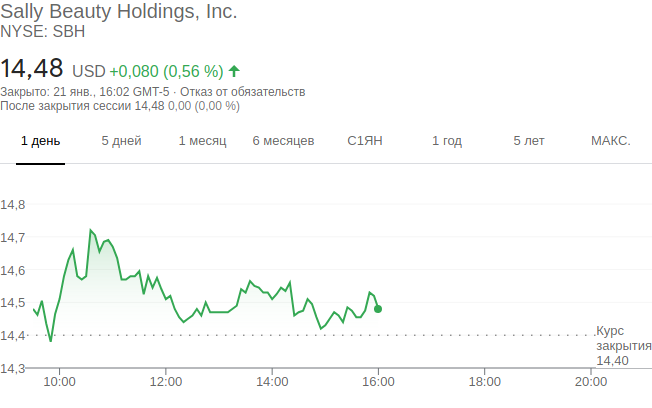 Sally Beauty Holdings, Inc.
NYSE: SBH
14,48 USD +0,080 (0,56 %)
Закрыто: 21 янв., 16:02 GMT-5 · Отказ от обязательств
После закрытия сессии 14,48 0,00 (0,00 %)
1 день 5 дней 1 месяц 6 месяцев С1ЯН 1 год 5 лет МАКС.
14,8
14,7
14,6
14,5
14,4
Курс
закрытия
14,40
14,3
10:00 12:00 14:00 16:00 18:00 20:00